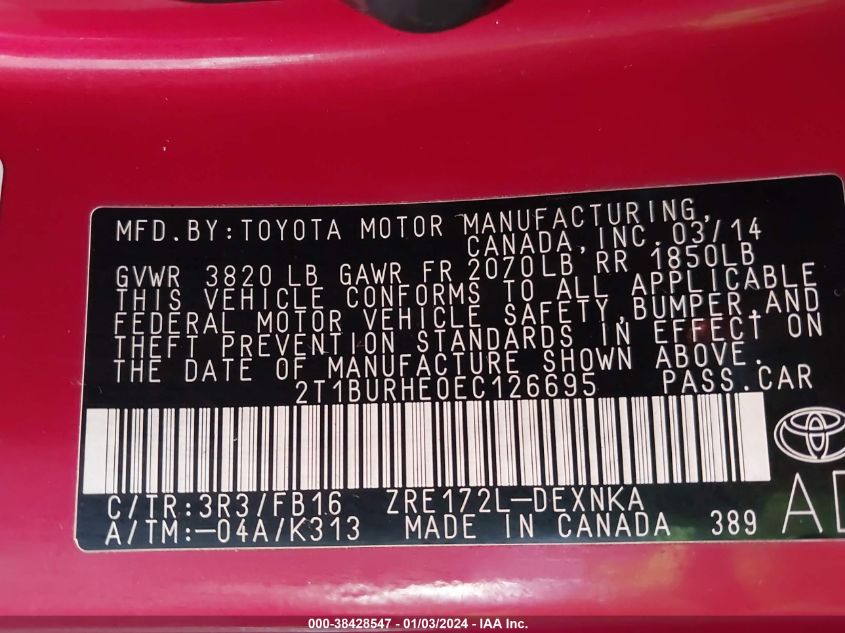 MFD.BY:TOYOTA MOTOR MANUFACTURING,
CANADA,INC. 03/14
GVWR 3820 LB GAWR FR 2070LB RR 1850LB
THIS VEHICLE CONFORMS TO ALL APPLICABLE
FEDERAL MOTOR VEHICLE SAFETY,BUMPER,AND
THEFT PREVENTION STANDARDS IN EFFECT ON
THE DATE OF MANUFACTURE SHOWN ABOVE.
2T1BURHE0EC126695 PASS.CAR
C/TR:3R3/FB16 ZRE172L-DEXNKA
A/TM:-04A/K313 MADE IN CANADA 389
000-38428547 - 01/03/2024 - IAA Inc.